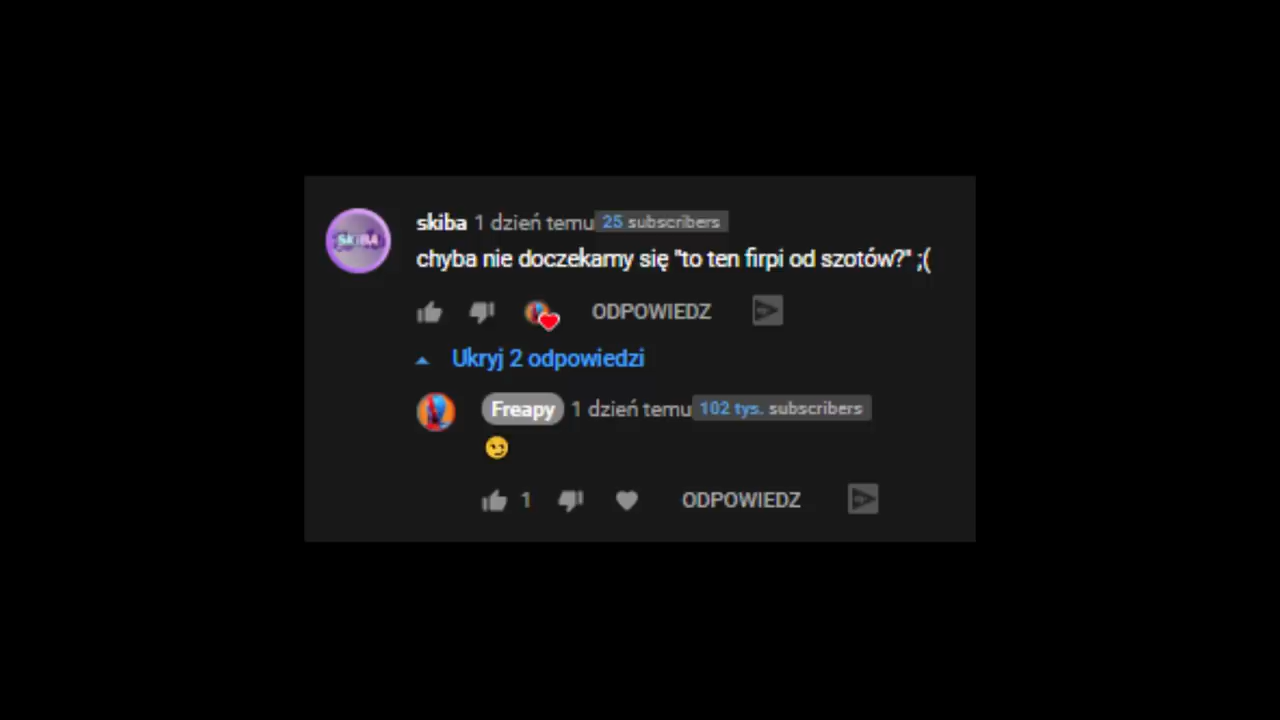 SKIBA
skiba 1 dzień temu 25 subscribers
chyba nie doczekamy się "to ten firpi od szotów?" ;(
ODPOWIEDZ
Ukryj 2 odpowiedzi
Freapy 1 dzień temu 102 tys. subscribers
😏
1 ODPOWIEDZ